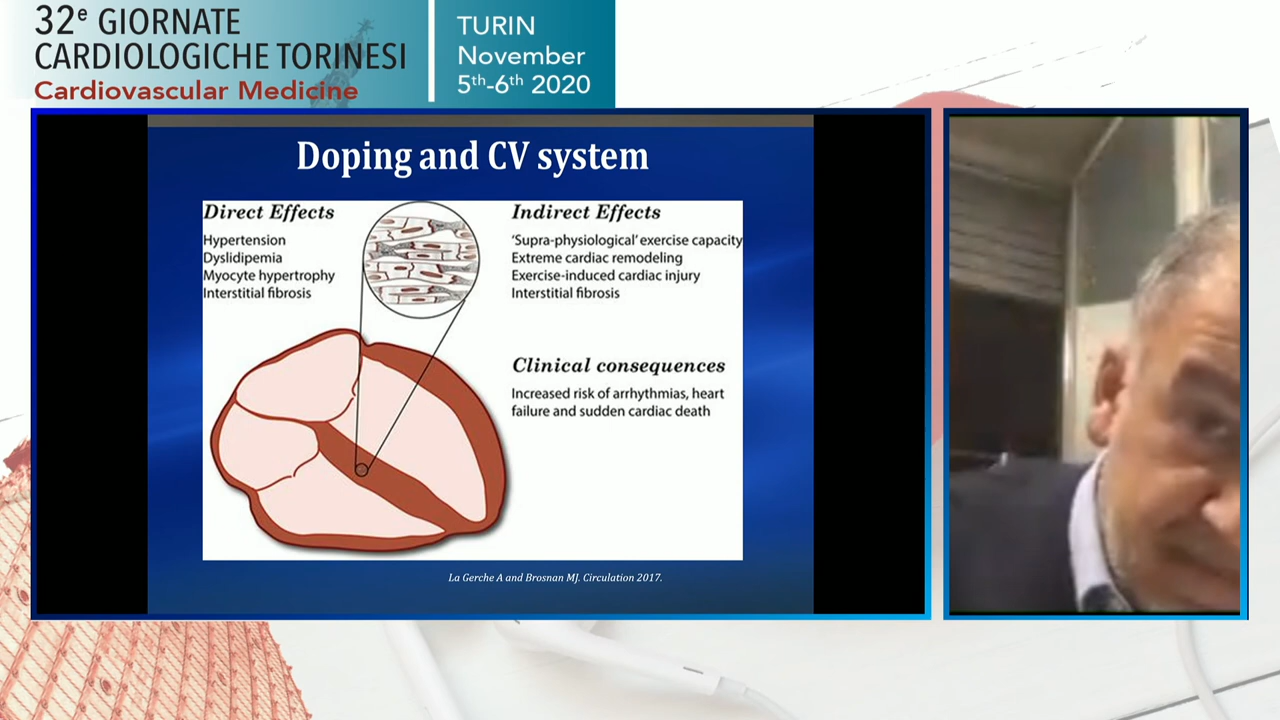 32ᵉ GIORNATE
CARDIOLOGICHE TORINESI
Cardiovascular Medicine
TURIN
November
5th-6th 2020
Doping and CV system
Direct Effects
Hypertension
Dyslidipemia
Myocyte hypertrophy
Interstitial fibrosis
Indirect Effects
‘Supra-physiological’ exercise capacity
Extreme cardiac remodeling
Exercise-induced cardiac injury
Interstitial fibrosis
Clinical consequences
Increased risk of arrhythmias, heart
failure and sudden cardiac death
La Gerche A and Brosnan MJ. Circulation 2017.